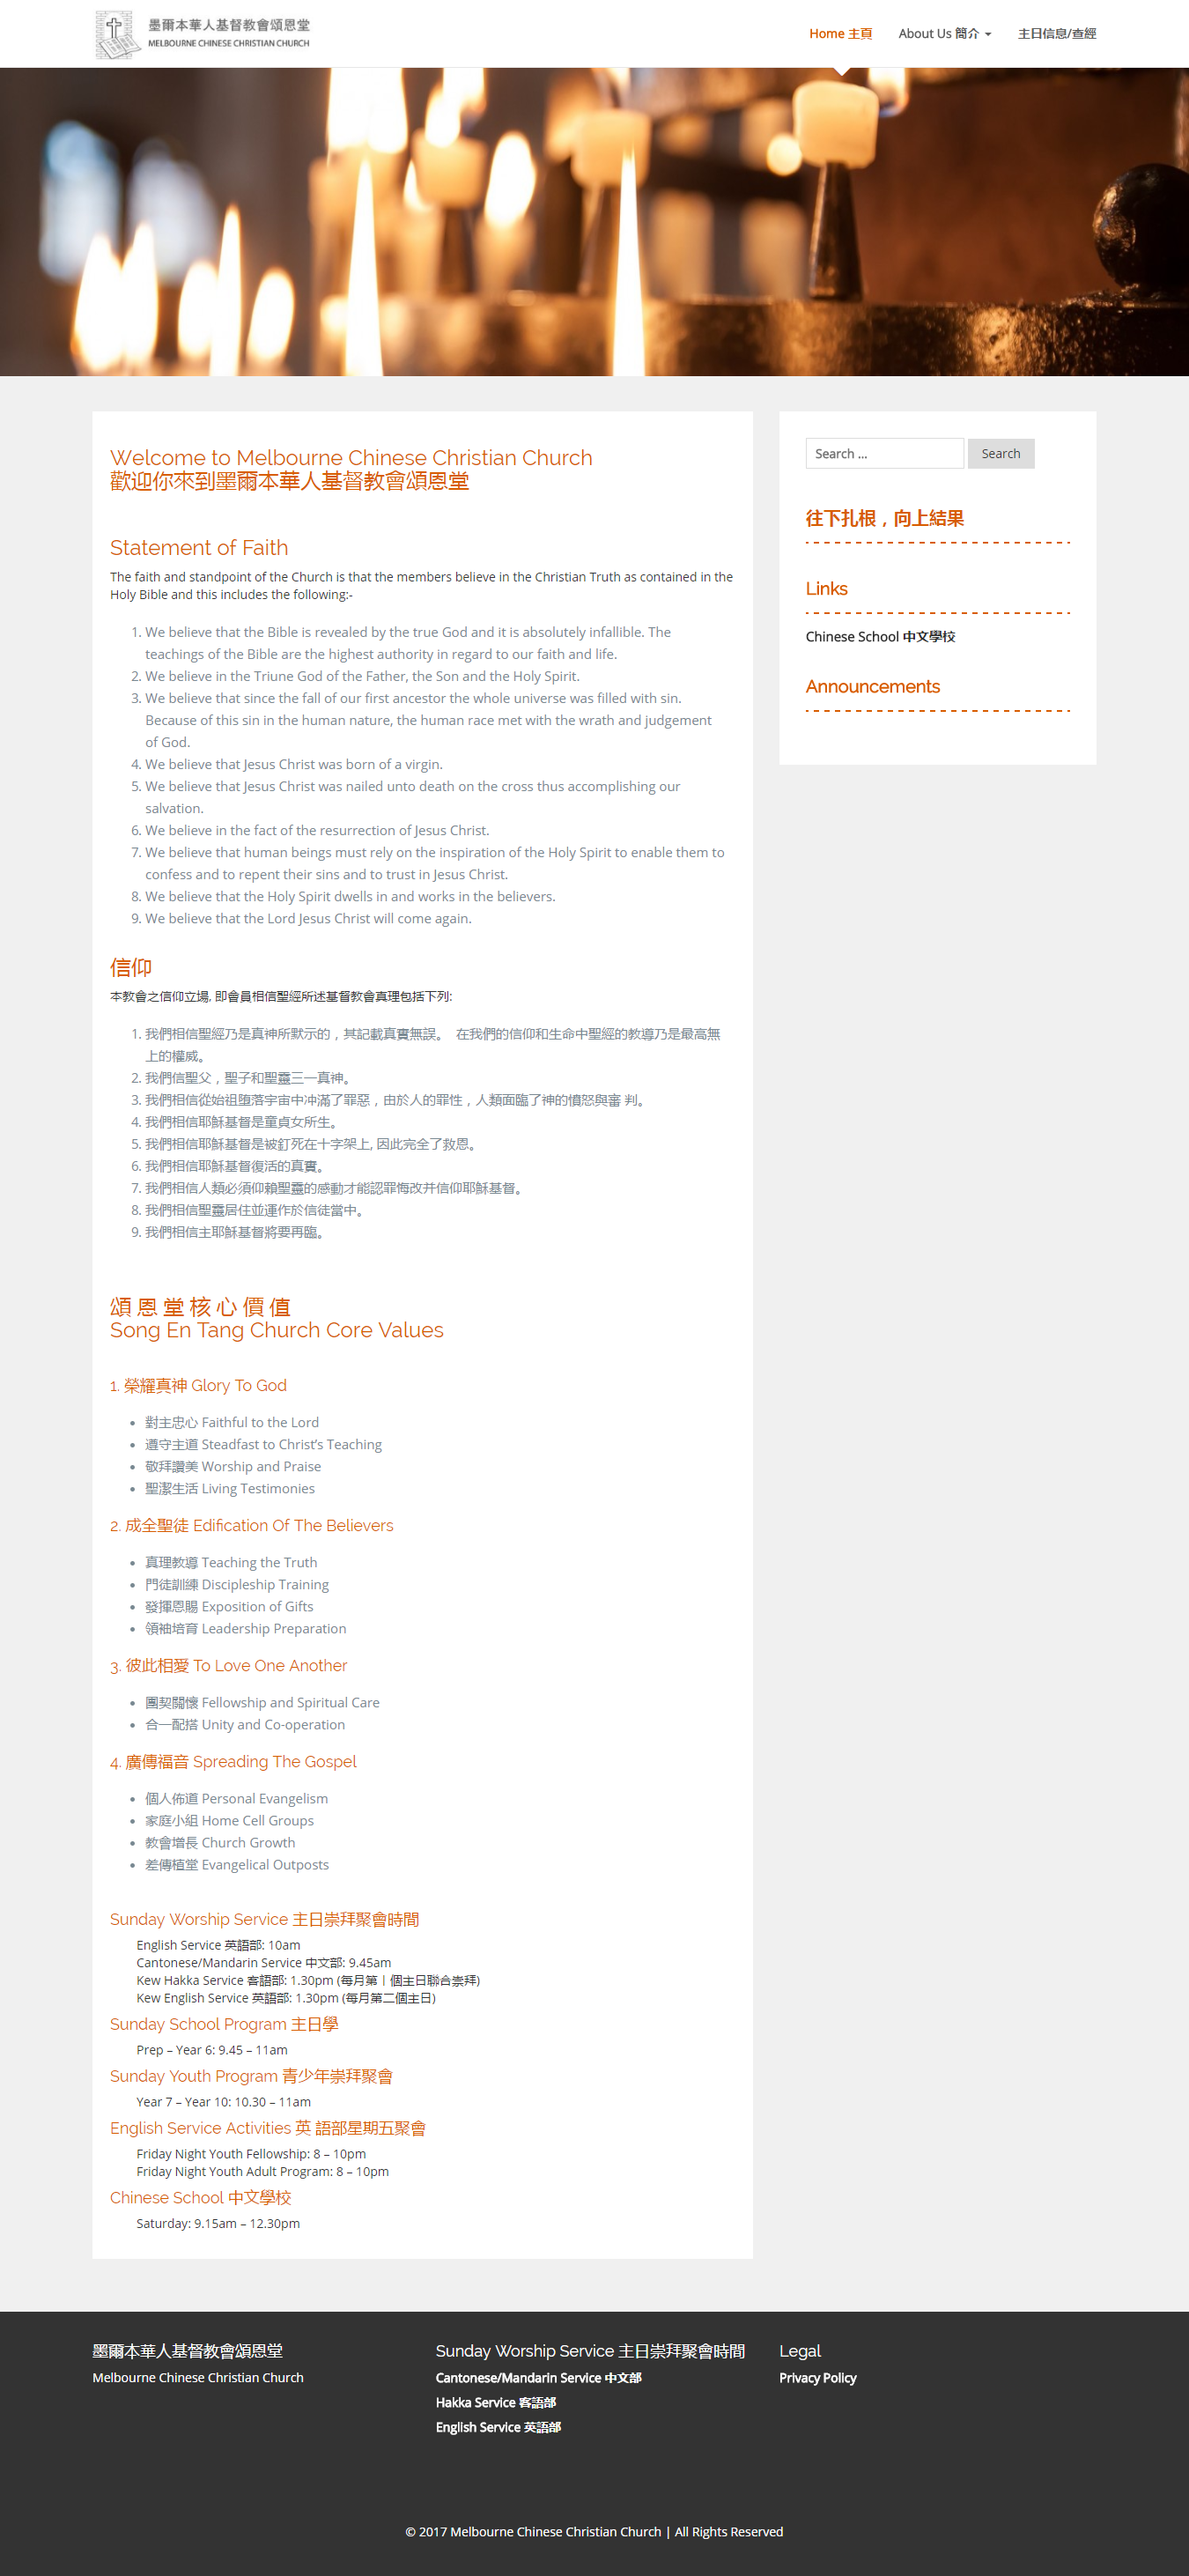 墨爾本華人基督教會頌恩堂
MELBOURNE CHINESE CHRISTIAN CHURCH
Home 主頁
About Us 簡介
主日信息/查經
Welcome to Melbourne Chinese Christian Church
歡迎你來到墨爾本華人基督教會頌恩堂
Statement of Faith
The faith and standpoint of the Church is that the members believe in the Christian Truth as contained in the
Holy Bible and this includes the following:-
1. We believe that the Bible is revealed by the true God and it is absolutely infallible. The
teachings of the Bible are the highest authority in regard to our faith and life.
2. We believe in the Triune God of the Father, the Son and the Holy Spirit.
3. We believe that since the fall of our first ancestor the whole universe was filled with sin.
Because of this sin in the human nature, the human race met with the wrath and judgement
of God.
4. We believe that Jesus Christ was born of a virgin.
5. We believe that Jesus Christ was nailed unto death on the cross thus accomplishing our
salvation.
6. We believe in the fact of the resurrection of Jesus Christ.
7. We believe that human beings must rely on the inspiration of the Holy Spirit to enable them to
confess and to repent their sins and to trust in Jesus Christ.
8. We believe that the Holy Spirit dwells in and works in the believers.
9. We believe that the Lord Jesus Christ will come again.
信仰
本教會之信仰立場, 即會員相信聖經所述基督教會真理包括下列:
1. 我們相信聖經乃是真神所默示的，其記載真實無誤。 在我們的信仰和生命中聖經的教導乃是最高無
上的權威。
2. 我們信聖父，聖子和聖靈三一真神。
3. 我們相信從始祖墮落宇宙中冲滿了罪惡，由於人的罪性，人類面臨了神的憤怒與審 判。
4. 我們相信耶穌基督是童貞女所生。
5. 我們相信耶穌基督是被釘死在十字架上, 因此完全了救恩。
6. 我們相信耶穌基督復活的真實。
7. 我們相信人類必須仰賴聖靈的感動才能認罪悔改并信仰耶穌基督。
8. 我們相信聖靈居住並運作於信徒當中。
9. 我們相信主耶穌基督將要再臨。
頌 恩 堂 核 心 價 值
Song En Tang Church Core Values
1. 榮耀真神 Glory To God
• 對主忠心 Faithful to the Lord
• 遵守主道 Steadfast to Christ’s Teaching
• 敬拜讚美 Worship and Praise
• 聖潔生活 Living Testimonies
2. 成全聖徒 Edification Of The Believers
• 真理教導 Teaching the Truth
• 門徒訓練 Discipleship Training
• 發揮恩賜 Exposition of Gifts
• 領袖培育 Leadership Preparation
3. 彼此相愛 To Love One Another
• 團契關懷 Fellowship and Spiritual Care
• 合一配搭 Unity and Co-operation
4. 廣傳福音 Spreading The Gospel
• 個人佈道 Personal Evangelism
• 家庭小組 Home Cell Groups
• 教會增長 Church Growth
• 差傳植堂 Evangelical Outposts
Sunday Worship Service 主日崇拜聚會時間
English Service 英語部: 10am
Cantonese/Mandarin Service 中文部: 9.45am
Kew Hakka Service 客語部: 1.30pm (每月第丨個主日聯合崇拜)
Kew English Service 英語部: 1.30pm (每月第二個主日)
Sunday School Program 主日學
Prep – Year 6: 9.45 – 11am
Sunday Youth Program 青少年崇拜聚會
Year 7 – Year 10: 10.30 – 11am
English Service Activities 英 語部星期五聚會
Friday Night Youth Fellowship: 8 – 10pm
Friday Night Youth Adult Program: 8 – 10pm
Chinese School 中文學校
Saturday: 9.15am – 12.30pm
Search ...
Search
往下扎根，向上結果
Links
Chinese School 中文學校
Announcements
墨爾本華人基督教會頌恩堂
Melbourne Chinese Christian Church
Sunday Worship Service 主日崇拜聚會時間
Cantonese/Mandarin Service 中文部
Hakka Service 客語部
English Service 英語部
Legal
Privacy Policy
© 2017 Melbourne Chinese Christian Church | All Rights Reserved